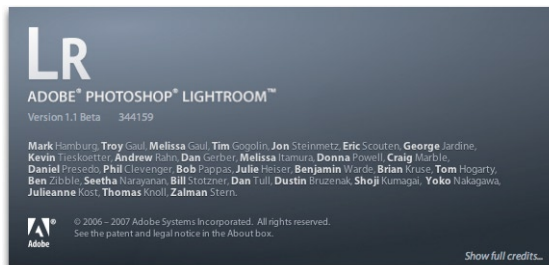 LR
ADOBE® PHOTOSHOP® LIGHTROOM™
Version 1.1 Beta 344159
Mark Hamburg, Troy Gaul, Melissa Gaul, Tim Gogolin, Jon Steinmetz, Eric Scouten, George Jardine,
Kevin Tieskoetter, Andrew Rahn, Dan Gerber, Melissa Itamura, Donna Powell, Craig Marble,
Daniel Presedo, Phil Clevenger, Bob Pappas, Julie Heiser, Benjamin Warde, Brian Kruse, Tom Hogarty,
Ben Zibble, Seetha Narayanan, Bill Stotzner, Dan Tull, Dustin Bruzenak, Shoji Kumagai, Yoko Nakagawa,
Julieanne Kost, Thomas Knoll, Zalman Stern.
© 2006 – 2007 Adobe Systems Incorporated. All rights reserved.
See the patent and legal notice in the About box.
Adobe
Show full credits...